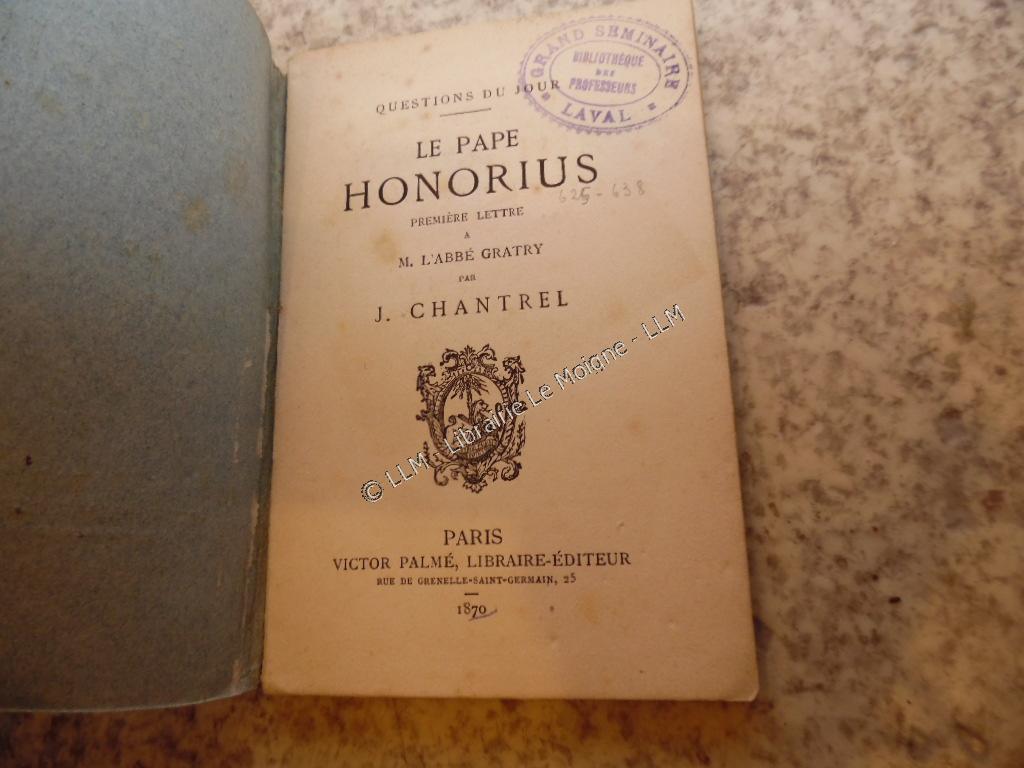 GRAND SEMINAIRE
BIBLIOTHÈQUE
DES
PROFESSEURS
LAVAL
QUESTIONS DU JOUR
LE PAPE
HONORIUS
625-638
PREMIÈRE LETTRE
A
M. L'ABBÉ GRATRY
PAR
J. CHANTREL
© LLM - Librairie Le Moigne - LLM
PARIS
VICTOR PALMÉ, LIBRAIRE-ÉDITEUR
RUE DE GRENELLE-SAINT-GERMAIN, 25
1870